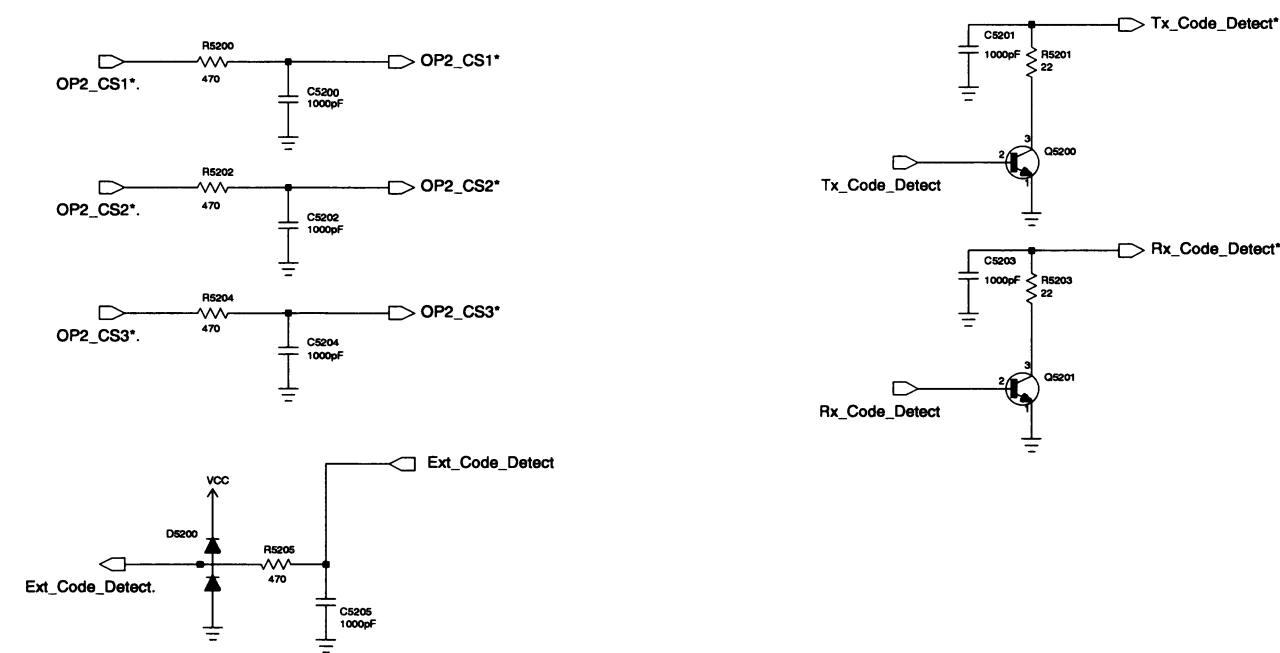 R5200
470
OP2_CS1*.
C5200
1000pF
OP2_CS1*
R5202
470
OP2_CS2*.
C5202
1000pF
OP2_CS2*
R5204
470
OP2_CS3*.
C5204
1000pF
OP2_CS3*
VCC
D5200
R5205
470
Ext_Code_Detect
Ext_Code_Detect.
C5205
1000pF
Tx_Code_Detect*
C5201
1000pF
R5201
22
3
2
Q5200
1
Tx_Code_Detect
Rx_Code_Detect*
C5203
1000pF
R5203
22
3
2
Q5201
1
Rx_Code_Detect